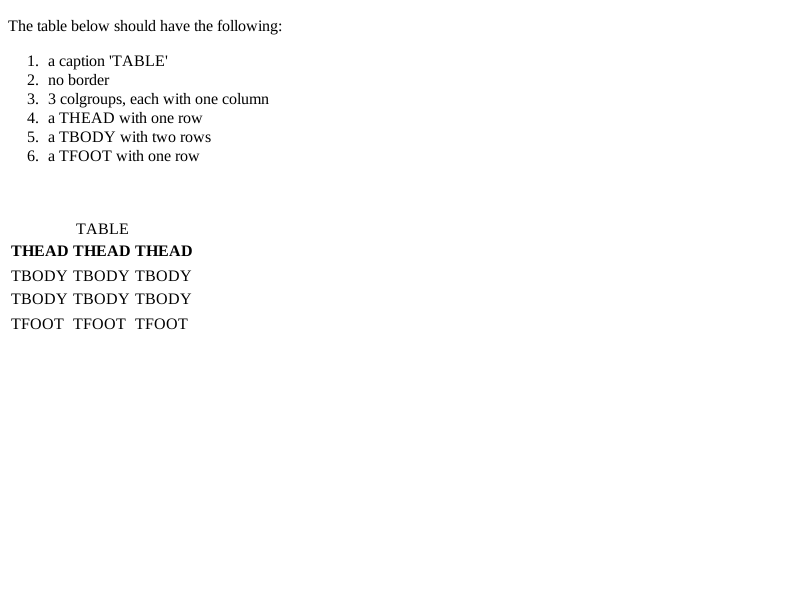 The table below should have the following:
1. a caption 'TABLE'
2. no border
3. 3 colgroups, each with one column
4. a THEAD with one row
5. a TBODY with two rows
6. a TFOOT with one row
TABLE
THEAD THEAD THEAD
TBODY TBODY TBODY
TBODY TBODY TBODY
TFOOT TFOOT TFOOT